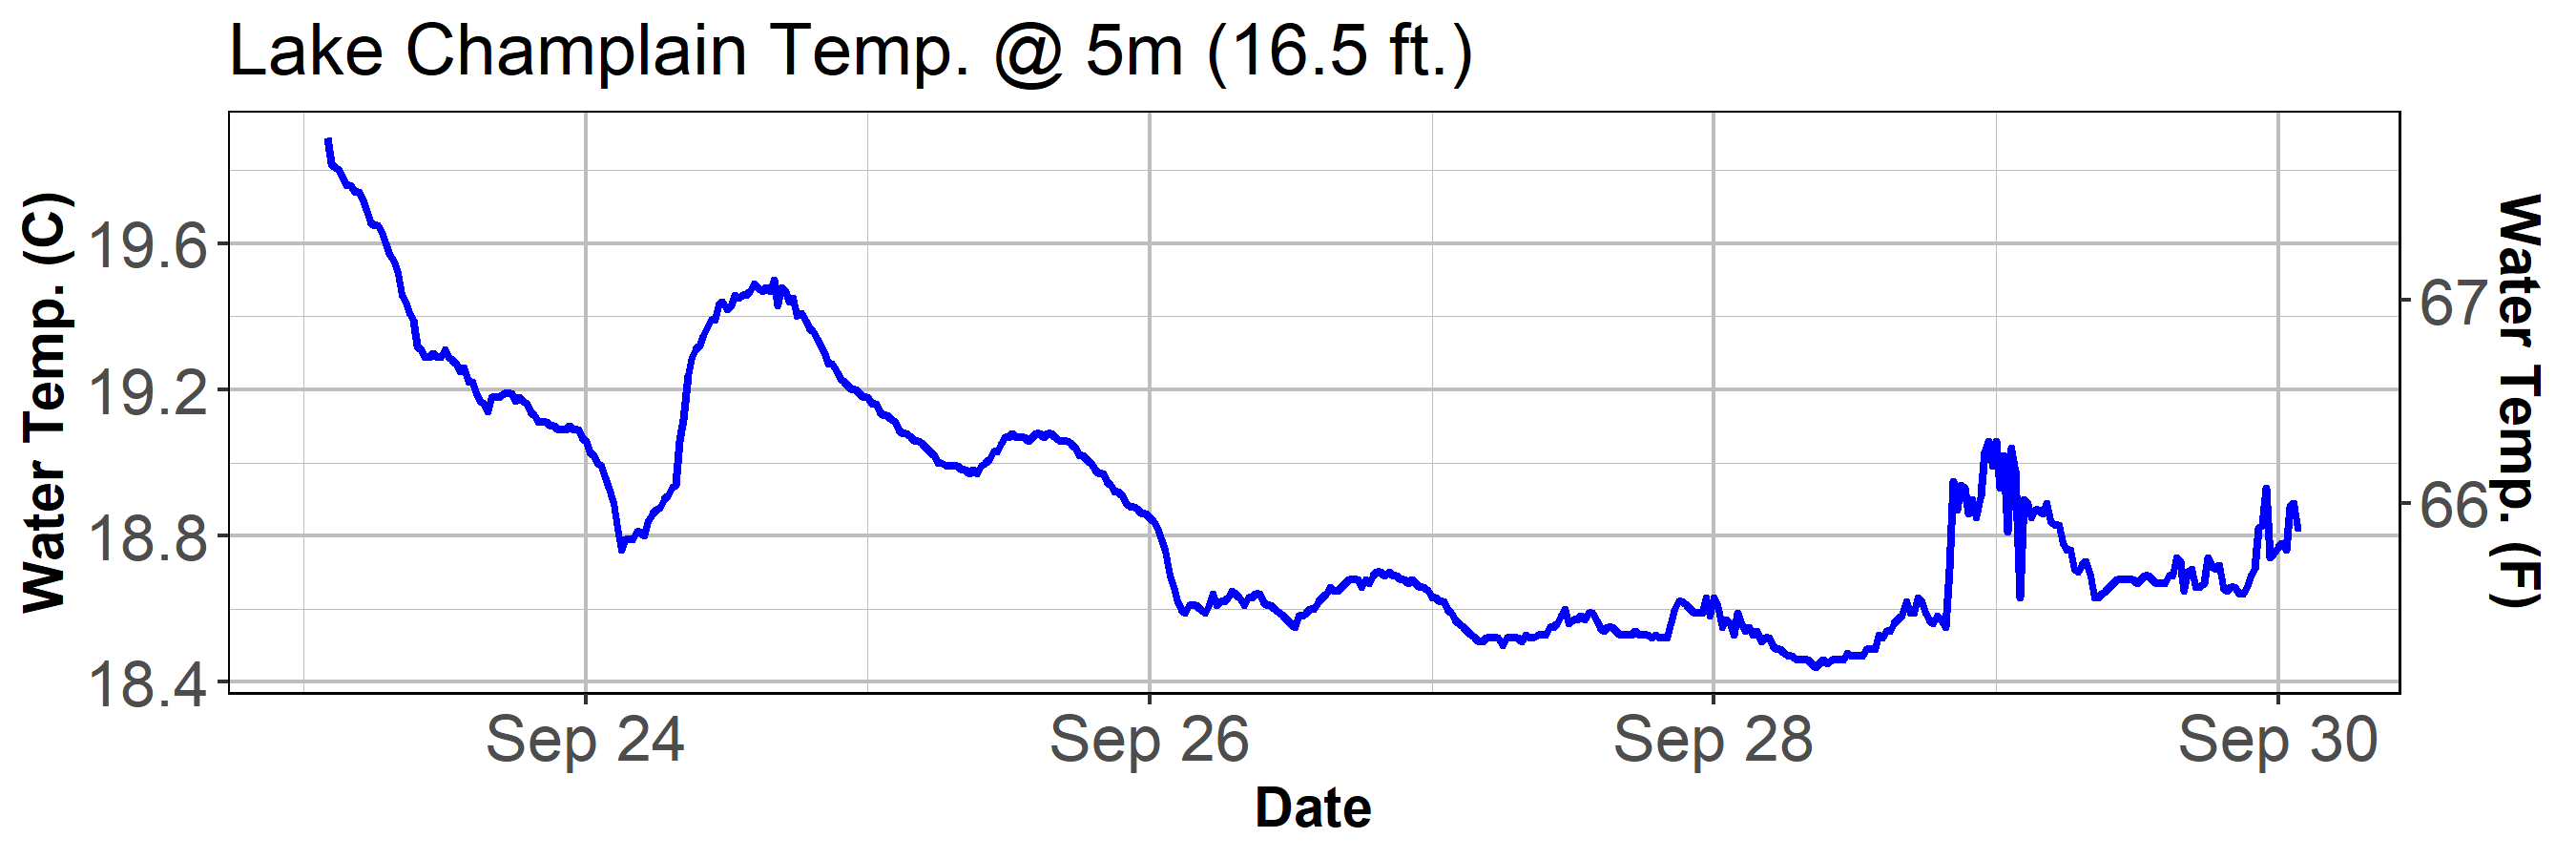 Lake Champlain Temp. @ 5m (16.5 ft.)
Water Temp. (C)
19.6
19.2
18.8
18.4
67
66
Water Temp. (F)
Sep 24
Sep 26
Sep 28
Sep 30
Date